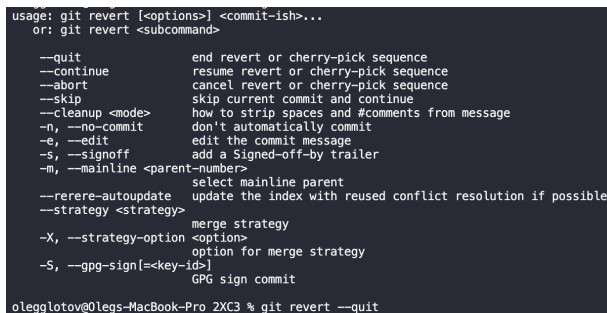 usage: git revert [<options>] <commit-ish>...
   or: git revert <subcommand>

    --quit                end revert or cherry-pick sequence
    --continue            resume revert or cherry-pick sequence
    --abort               cancel revert or cherry-pick sequence
    --skip                skip current commit and continue
    --cleanup <mode>      how to strip spaces and #comments from message
    -n, --no-commit       don't automatically commit
    -e, --edit            edit the commit message
    -s, --signoff         add a Signed-off-by trailer
    -m, --mainline <parent-number>
                          select mainline parent
    --rerere-autoupdate   update the index with reused conflict resolution if possible
    --strategy <strategy>
                          merge strategy
    -X, --strategy-option <option>
                          option for merge strategy
    -S, --gpg-sign[=<key-id>]
                          GPG sign commit

olegglotov@Olegs-MacBook-Pro 2XC3 % git revert --quit